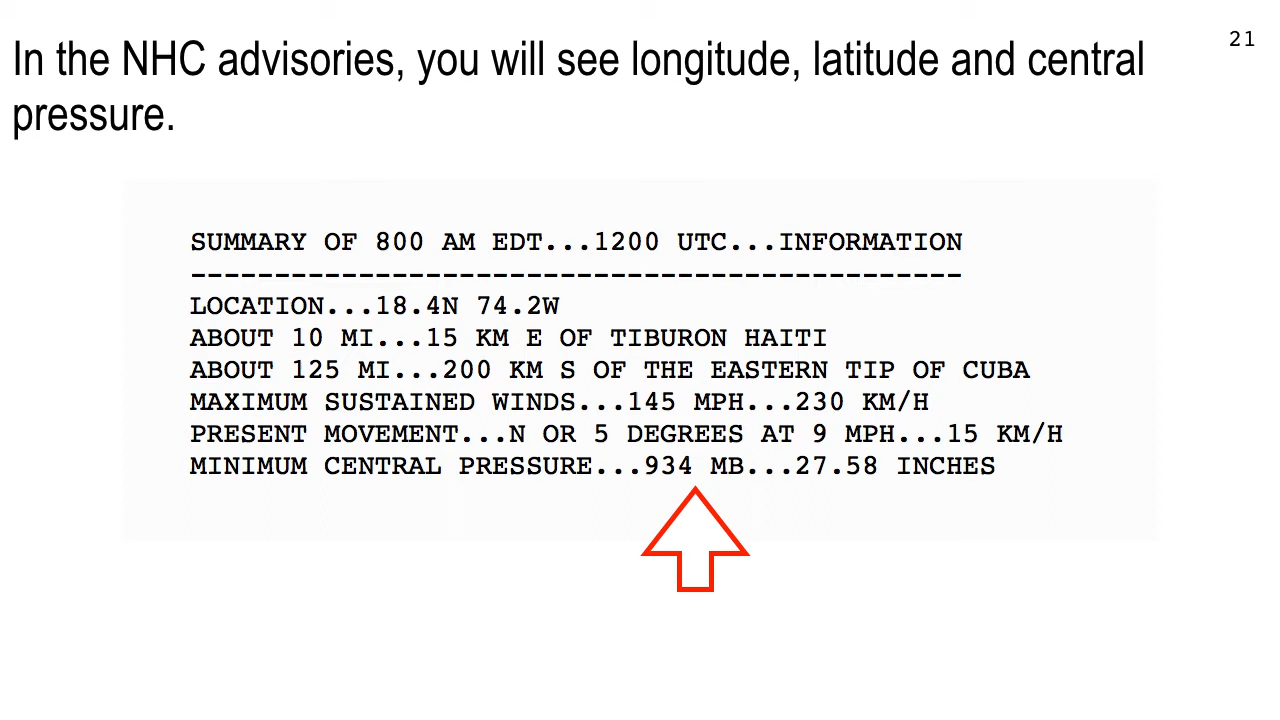 In the NHC advisories, you will see longitude, latitude and central
pressure.
21
SUMMARY OF 800 AM EDT...1200 UTC...INFORMATION
----------------------------------------------
LOCATION...18.4N 74.2W
ABOUT 10 MI...15 KM E OF TIBURON HAITI
ABOUT 125 MI...200 KM S OF THE EASTERN TIP OF CUBA
MAXIMUM SUSTAINED WINDS...145 MPH...230 KM/H
PRESENT MOVEMENT...N OR 5 DEGREES AT 9 MPH...15 KM/H
MINIMUM CENTRAL PRESSURE...934 MB...27.58 INCHES